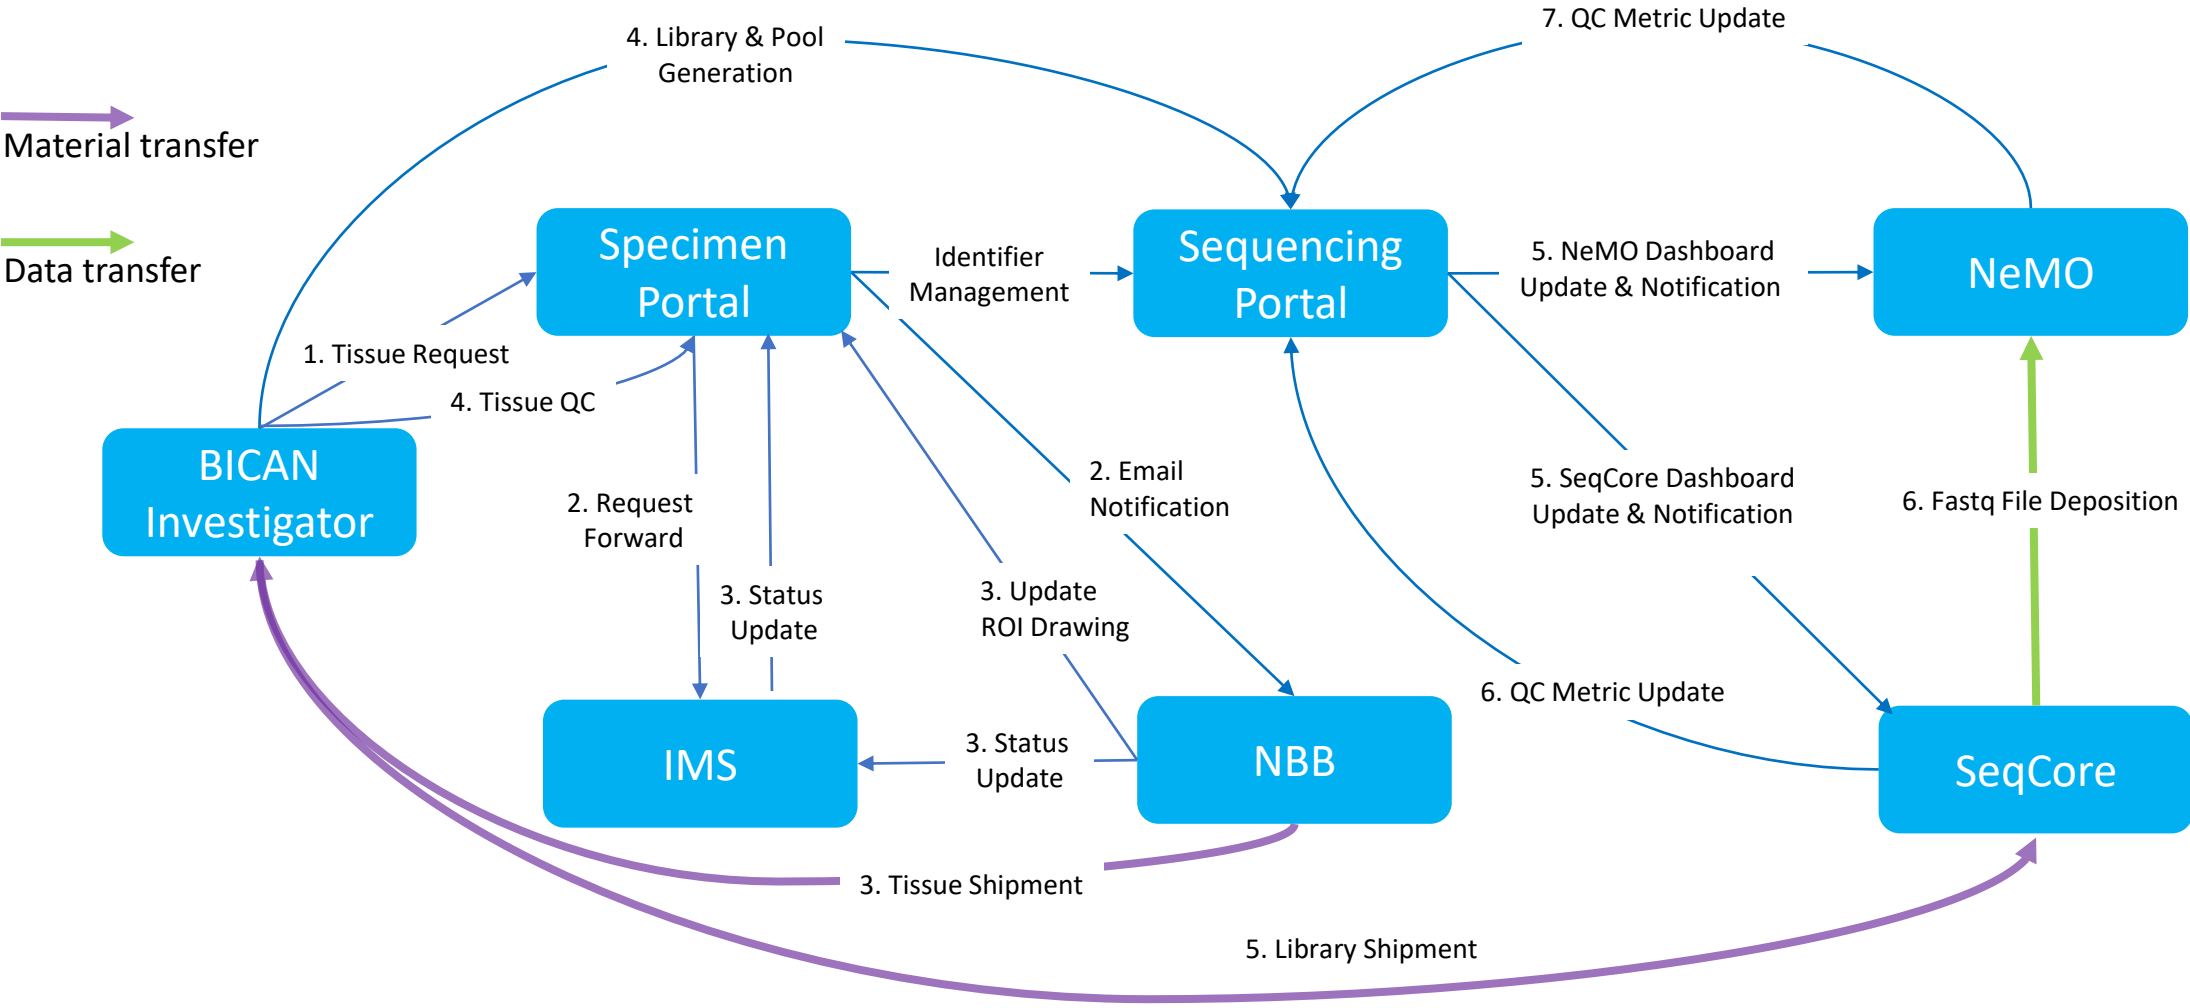 7. QC Metric Update
4. Library & Pool
Generation
Material transfer
Data transfer
Specimen
Portal
Identifier
Management
Sequencing
Portal
5. NeMO Dashboard
Update & Notification
NeMO
1. Tissue Request
4. Tissue QC
BICAN
Investigator
2. Request
Forward
3. Status
Update
2. Email
Notification
3. Update
ROI Drawing
5. SeqCore Dashboard
Update & Notification
6. Fastq File Deposition
6. QC Metric Update
IMS
3. Status
Update
NBB
SeqCore
3. Tissue Shipment
5. Library Shipment